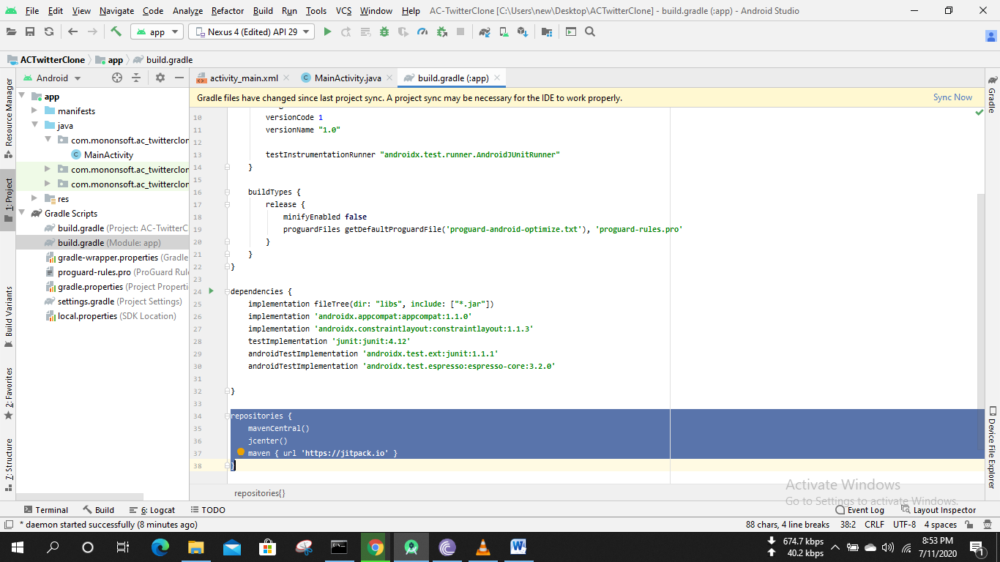 File Edit View Navigate Code Analyze Refactor Build Run Tools VCS Window Help AC-TwitterClone [C:\Users\new\Desktop\ACTwitterClone] - build.gradle (:app) - Android Studio
app Nexus 4 (Edited) API 29
ACTwitterClone app build.gradle
Android
activity_main.xml MainActivity.java build.gradle (:app)
Gradle files have changed since last project sync. A project sync may be necessary for the IDE to work properly. Sync Now
Resource Manager
1: Project
Build Variants
2: Favorites
7: Structure
app
manifests
java
com.mononsoft.ac_twitterclon
MainActivity
com.mononsoft.ac_twitterclon
com.mononsoft.ac_twitterclon
res
Gradle Scripts
build.gradle (Project: AC-TwitterC
build.gradle (Module: app)
gradle-wrapper.properties (Gradle
proguard-rules.pro (ProGuard Rul
gradle.properties (Project Properti
settings.gradle (Project Settings)
local.properties (SDK Location)
10 versionCode 1
11 versionName "1.0"
12
13 testInstrumentationRunner "androidx.test.runner.AndroidJUnitRunner"
14 }
15
16 buildTypes {
17 release {
18 minifyEnabled false
19 proguardFiles getDefaultProguardFile('proguard-android-optimize.txt'), 'proguard-rules.pro'
20 }
21 }
22 }
23
24 dependencies {
25 implementation fileTree(dir: "libs", include: ["*.jar"])
26 implementation 'androidx.appcompat:appcompat:1.1.0'
27 implementation 'androidx.constraintlayout:constraintlayout:1.1.3'
28 testImplementation 'junit:junit:4.12'
29 androidTestImplementation 'androidx.test.ext:junit:1.1.1'
30 androidTestImplementation 'androidx.test.espresso:espresso-core:3.2.0'
31
32 }
33
34 repositories {
35 mavenCentral()
36 jcenter()
37 maven { url 'https://jitpack.io' }
38 }
repositories{}
Gradle
Device File Explorer
Activate Windows
Go to Settings to activate Windows.
Terminal Build 6: Logcat TODO Event Log Layout Inspector
* daemon started successfully (8 minutes ago) 88 chars, 4 line breaks 38:2 CRLF UTF-8 4 spaces
674.7 kbps
40.2 kbps
8:53 PM
7/11/2020
1